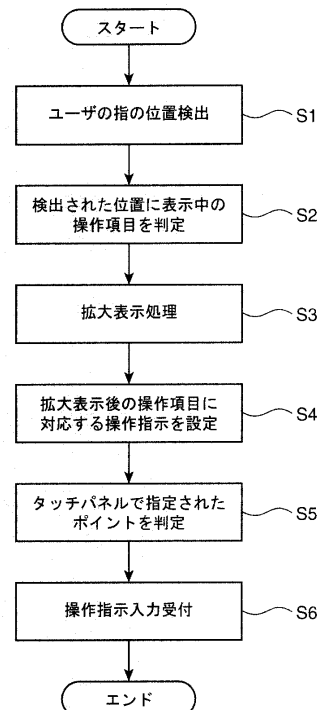 スタート
ユーザの指の位置検出
S1
検出された位置に表示中の
操作項目を判定
S2
拡大表示処理
S3
拡大表示後の操作項目に
対応する操作指示を設定
S4
タッチパネルで指定された
ポイントを判定
S5
操作指示入力受付
S6
エンド